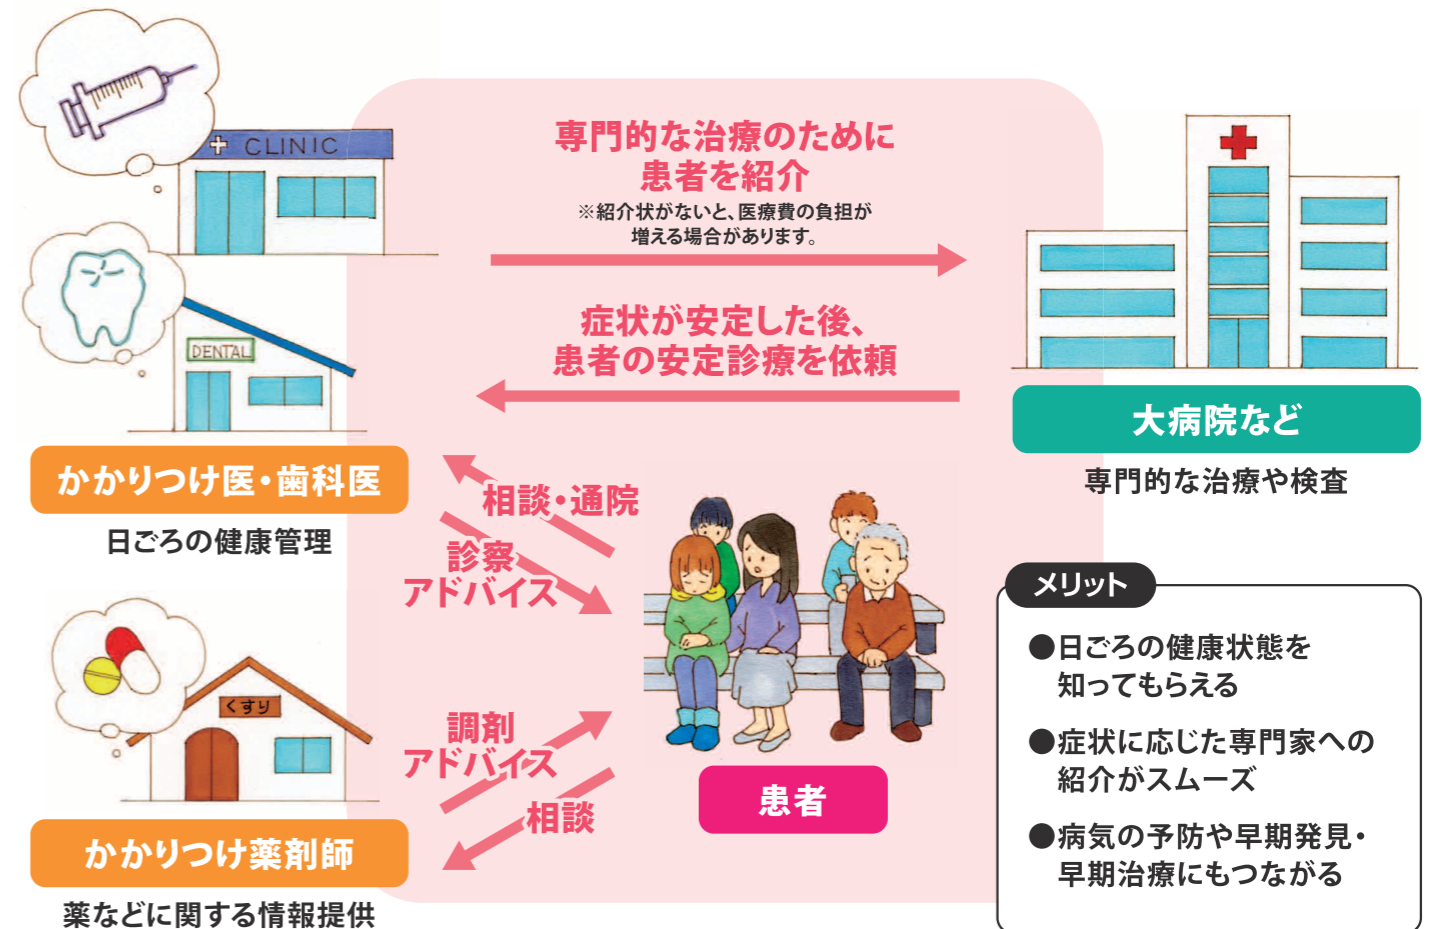 CLINIC
専門的な治療のために
患者を紹介
※紹介状がないと、医療費の負担が
増える場合があります。
DENTAL
症状が安定した後、
患者の安定診療を依頼
大病院など
専門的な治療や検査
かかりつけ医・歯科医
日ごろの健康管理
相談・通院
診察
アドバイス
くすり
調剤
アドバイス
相談
患者
かかりつけ薬剤師
薬などに関する情報提供
メリット
●日ごろの健康状態を
知ってもらえる
●症状に応じた専門家への
紹介がスムーズ
●病気の予防や早期発見・
早期治療にもつながる